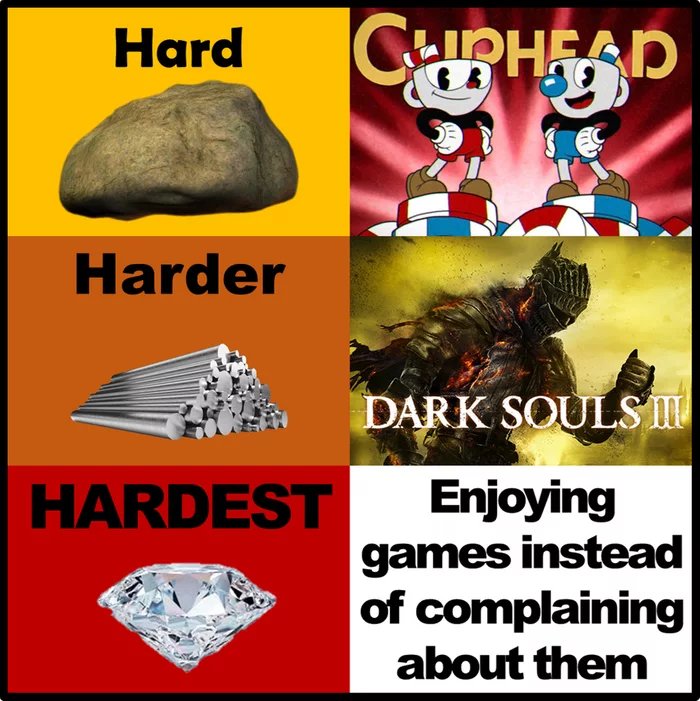 Hard
CUPHEAD
Harder
DARK SOULS III
HARDEST
Enjoying
games instead
of complaining
about them